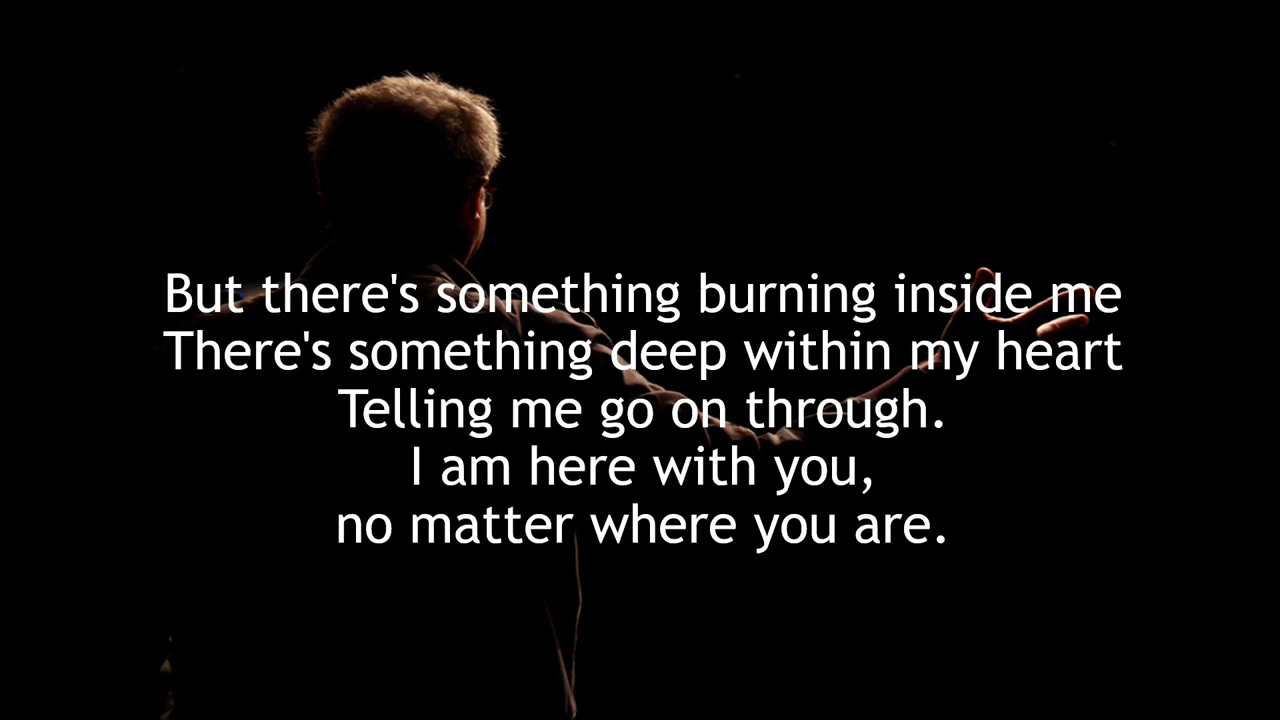 But there's something burning inside me
There's something deep within my heart
Telling me go on through.
I am here with you,
no matter where you are.